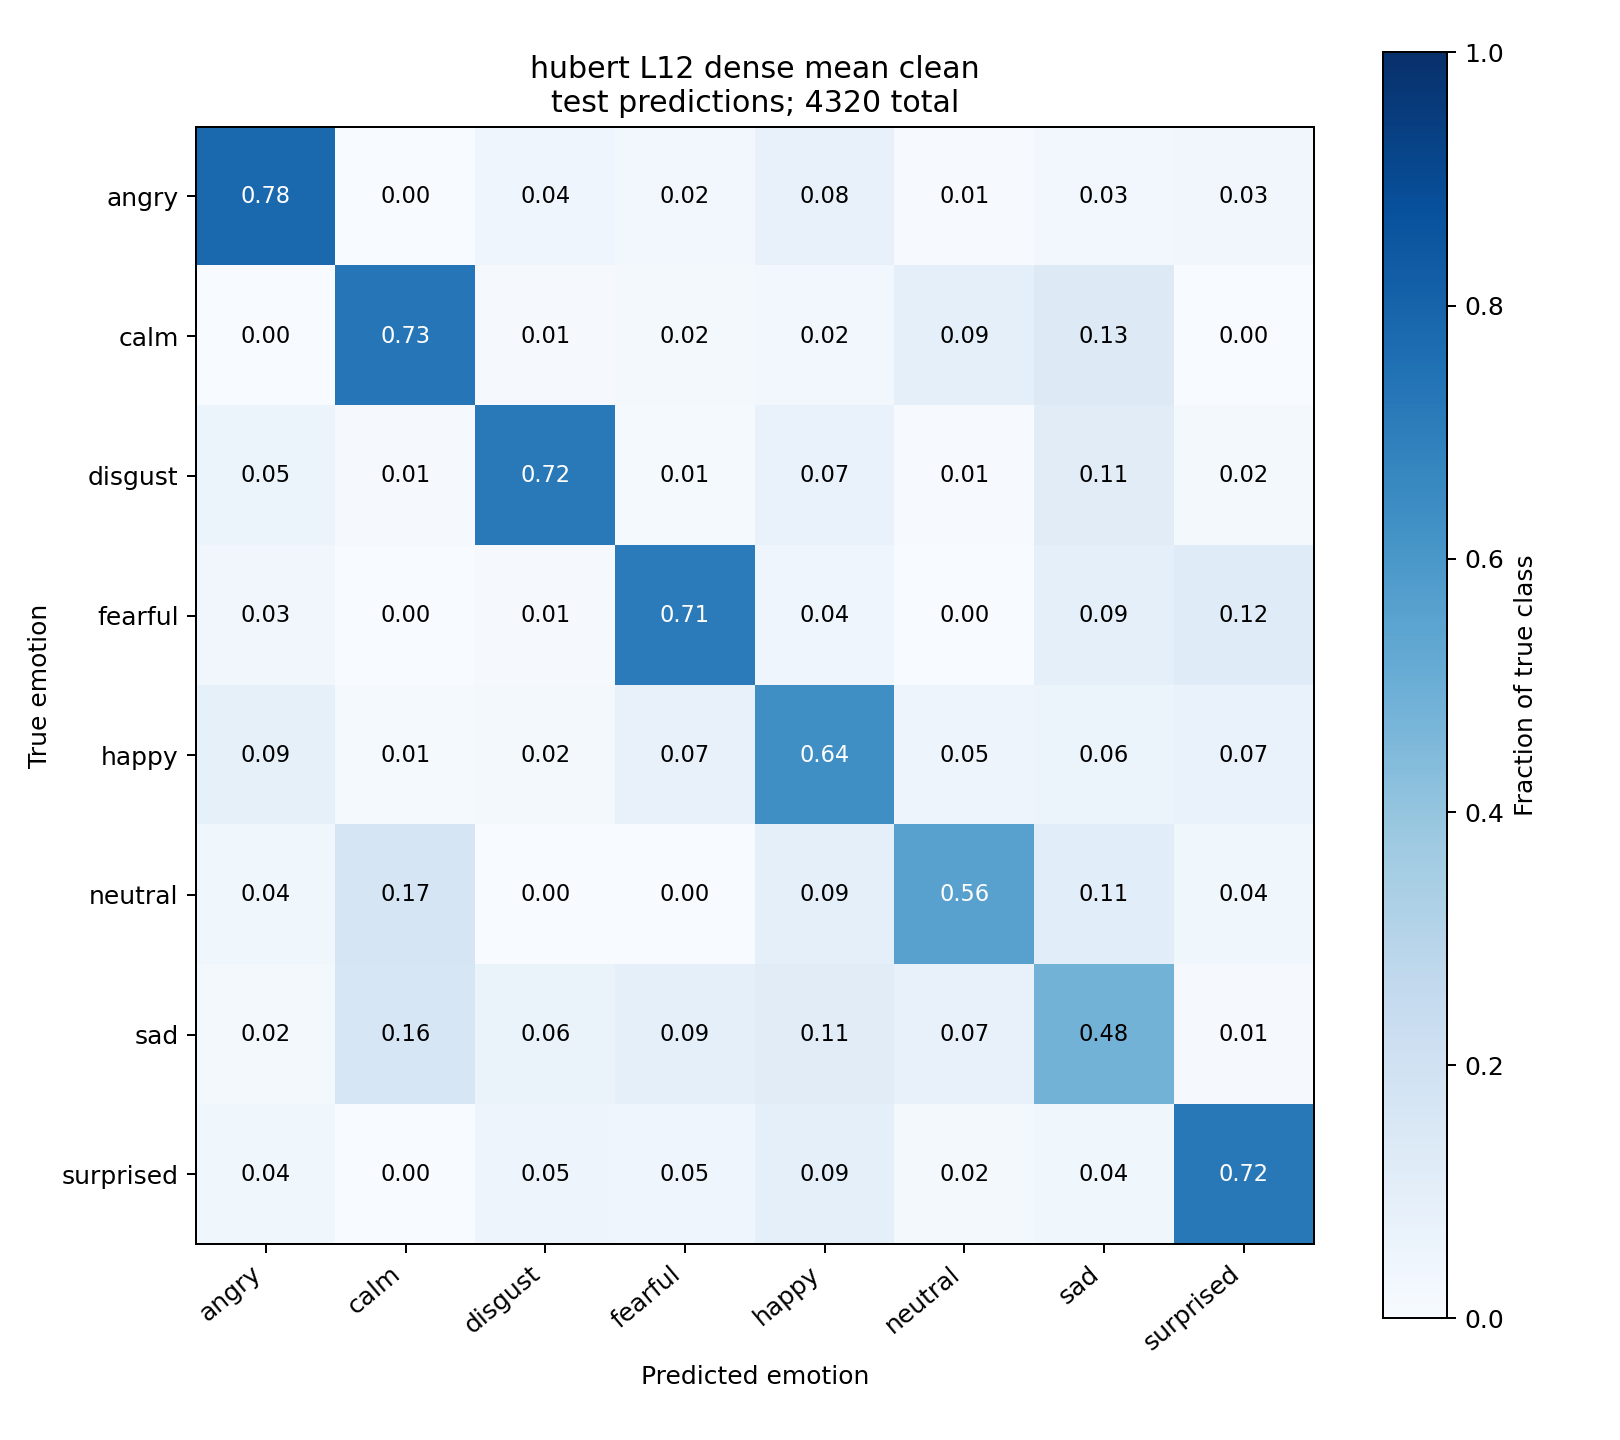 hubert L12 dense mean clean
test predictions; 4320 total
angry 0.78 0.00 0.04 0.02 0.08 0.01 0.03 0.03
calm 0.00 0.73 0.01 0.02 0.02 0.09 0.13 0.00
disgust 0.05 0.01 0.72 0.01 0.07 0.01 0.11 0.02
fearful 0.03 0.00 0.01 0.71 0.04 0.00 0.09 0.12
happy 0.09 0.01 0.02 0.07 0.64 0.05 0.06 0.07
neutral 0.04 0.17 0.00 0.00 0.09 0.56 0.11 0.04
sad 0.02 0.16 0.06 0.09 0.11 0.07 0.48 0.01
surprised 0.04 0.00 0.05 0.05 0.09 0.02 0.04 0.72
angry calm disgust fearful happy neutral sad surprised
Predicted emotion
True emotion
1.0
0.8
0.6
0.4
0.2
0.0
Fraction of true class